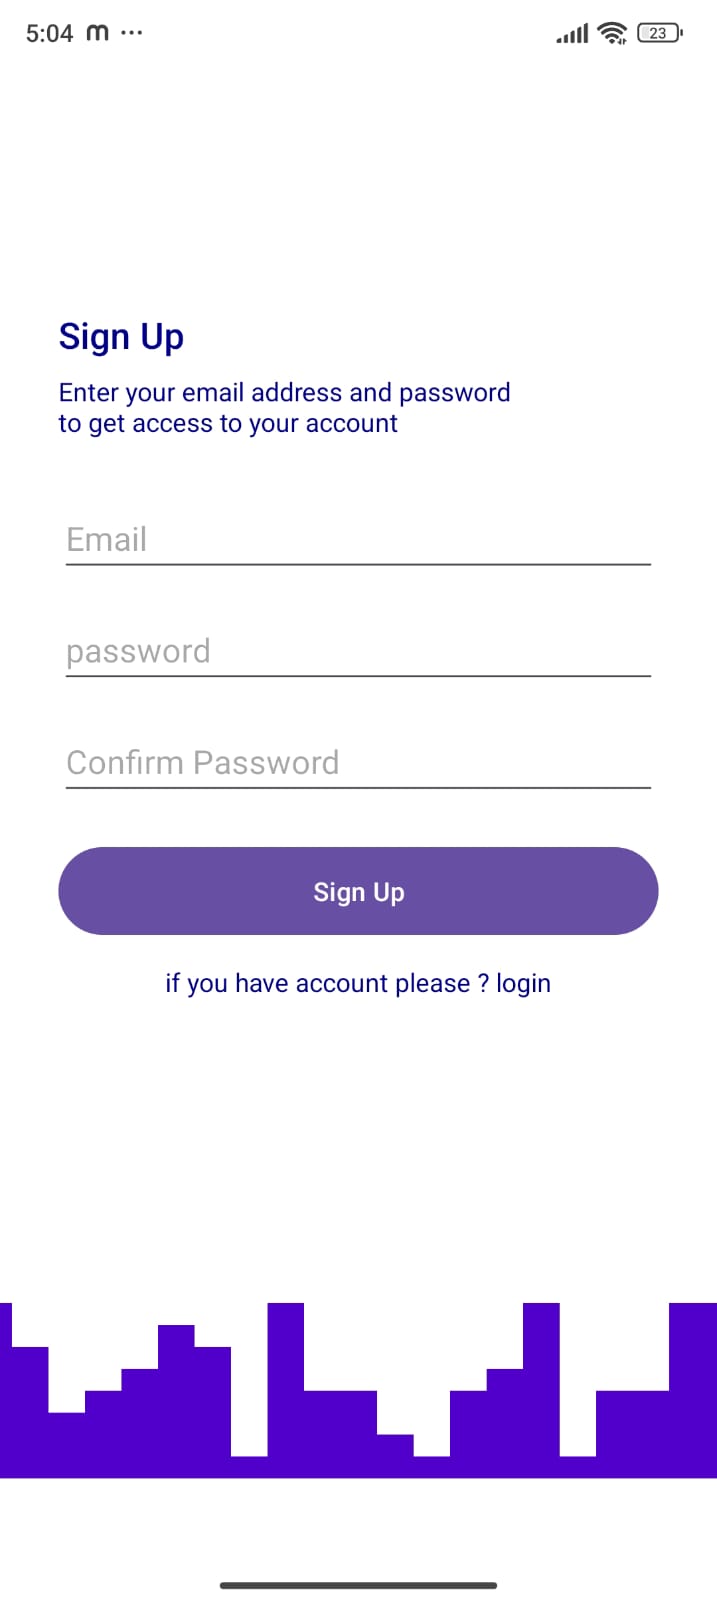 5:04 m ...
23
Sign Up
Enter your email address and password
to get access to your account
Email
password
Confirm Password
Sign Up
if you have account please ? login